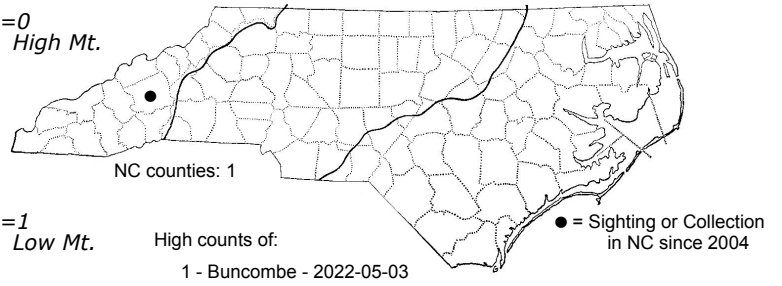 =0
High Mt.
NC counties: 1
=1
Low Mt.
High counts of:
1 - Buncombe - 2022-05-03
● = Sighting or Collection
in NC since 2004